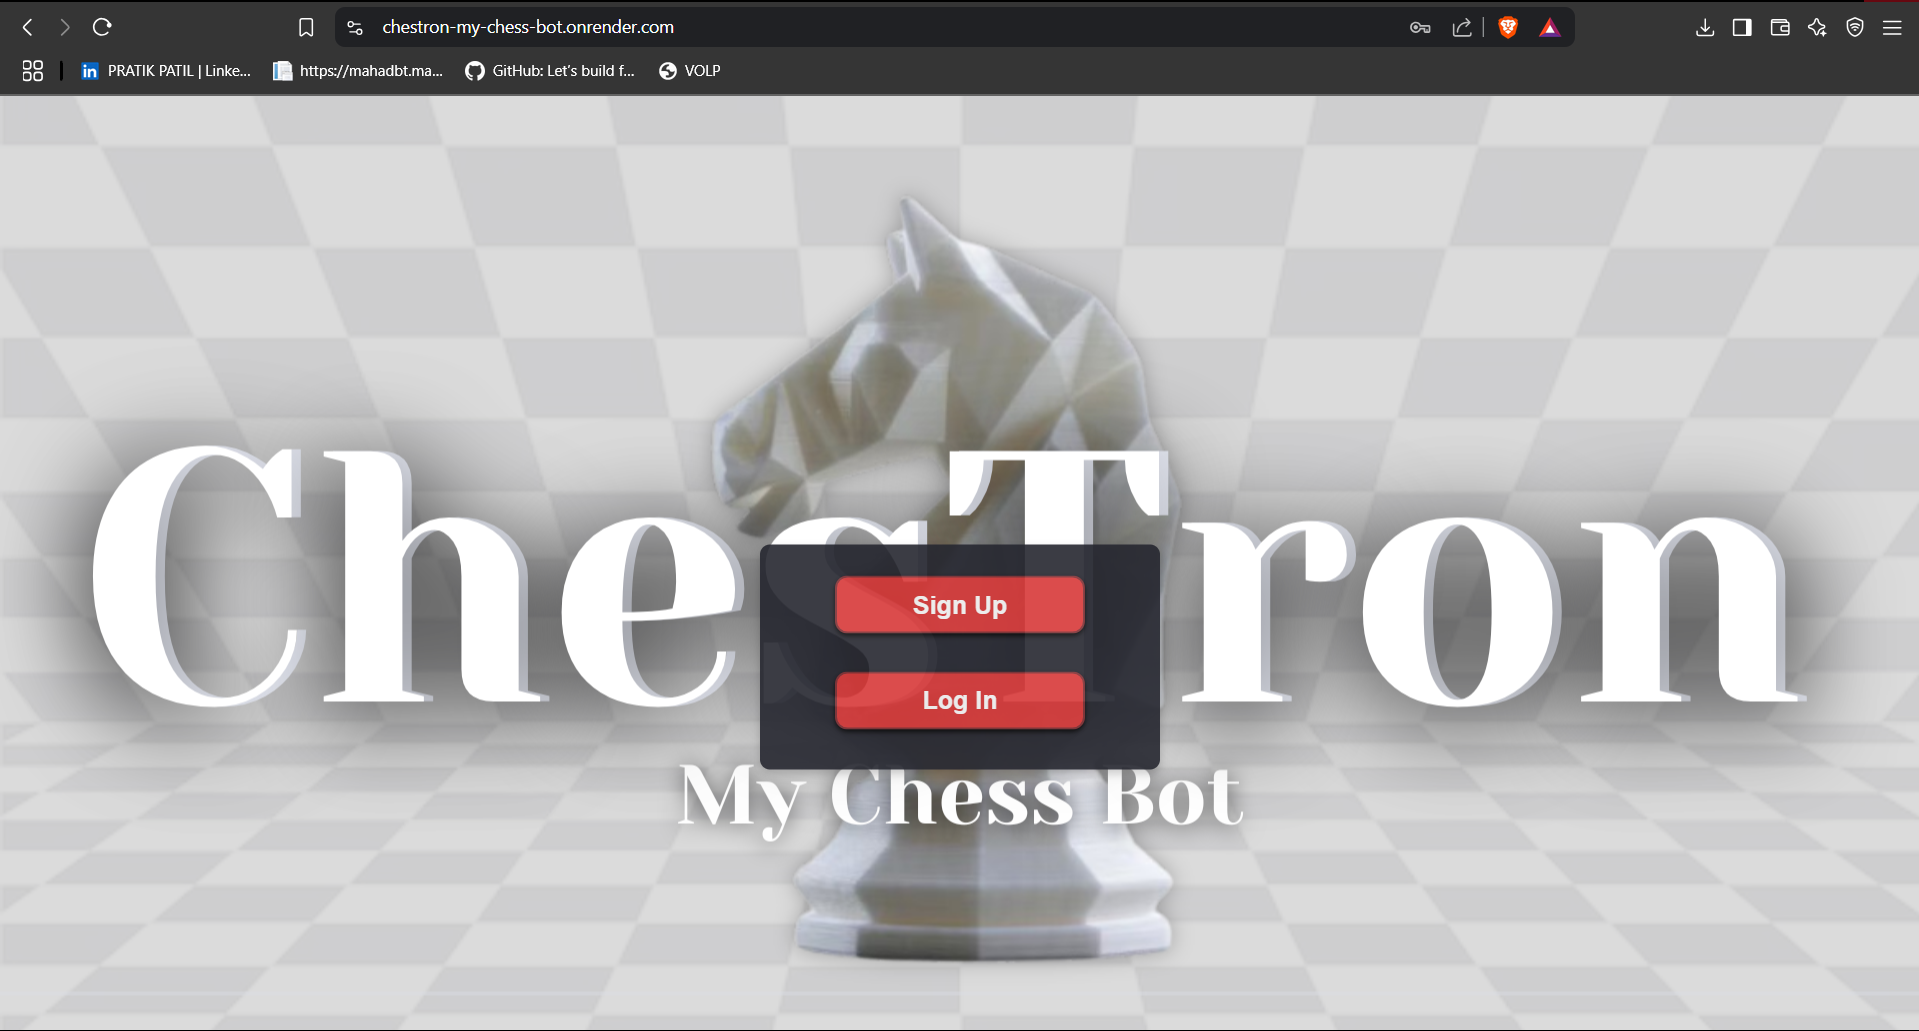 chestron-my-chess-bot.onrender.com
in PRATIK PATIL | Linke... https://mahadbt.ma... GitHub: Let's build f... VOLP
ChesTron
Sign Up
Log In
My Chess Bot